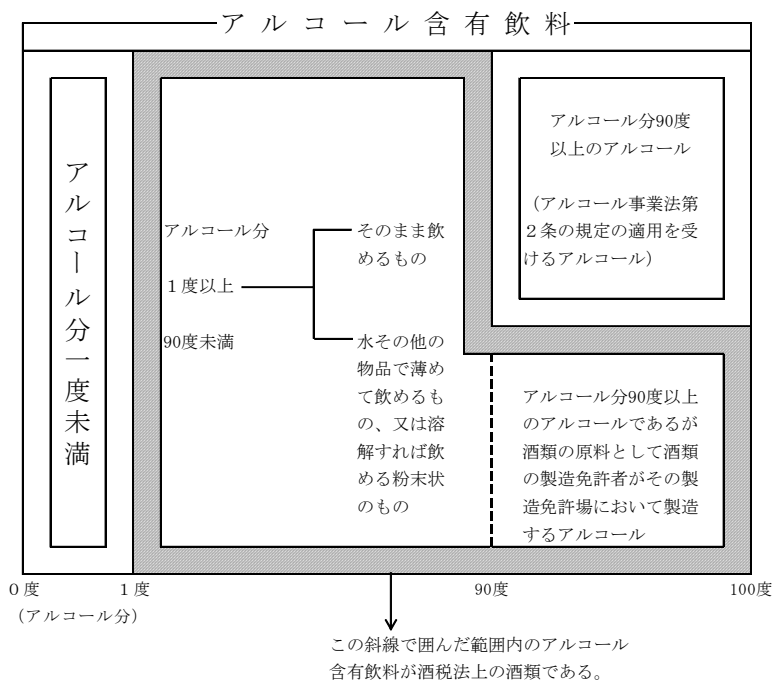 アルコール含有飲料
アルコール分一度未満
アルコール分
１度以上
90度未満
そのまま飲
めるもの
水その他の
物品で薄め
て飲めるも
の、又は溶
解すれば飲
める粉末状
のもの
アルコール分90度
以上のアルコール
（アルコール事業法第
２条の規定の適用を受
けるアルコール）
アルコール分90度以上
のアルコールであるが
酒類の原料として酒類
の製造免許者がその製
造免許場において製造
するアルコール
０度
１度
90度
100度
（アルコール分）
この斜線で囲んだ範囲内のアルコール
含有飲料が酒税法上の酒類である。